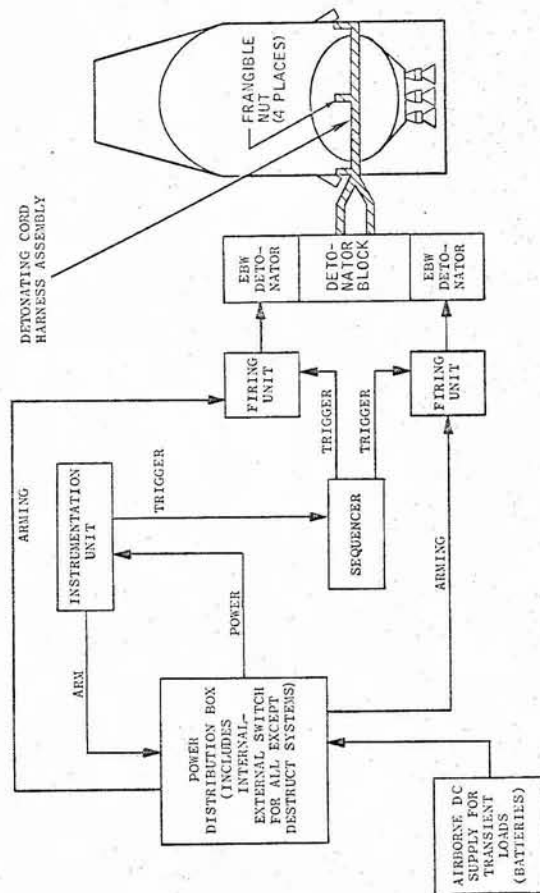 AIRBORNE DC
SUPPLY FOR
TRANSIENT
LOADS
(BATTERIES)
POWER
DISTRIBUTION BOX
(INCLUDES
INTERNAL-
EXTERNAL SWITCH
FOR ALL EXCEPT
DESTRUCT SYSTEMS)
ARM
POWER
ARMING
INSTRUMENTATION
UNIT
TRIGGER
SEQUENCER
ARMING
TRIGGER
TRIGGER
FIRING
UNIT
FIRING
UNIT
EBW
DETO-
NATOR
DETO-
NATOR
BLOCK
EBW
DETO-
NATOR
DETONATING CORD
HARNESS ASSEMBLY
FRANGIBLE
NUT
(4 PLACES)